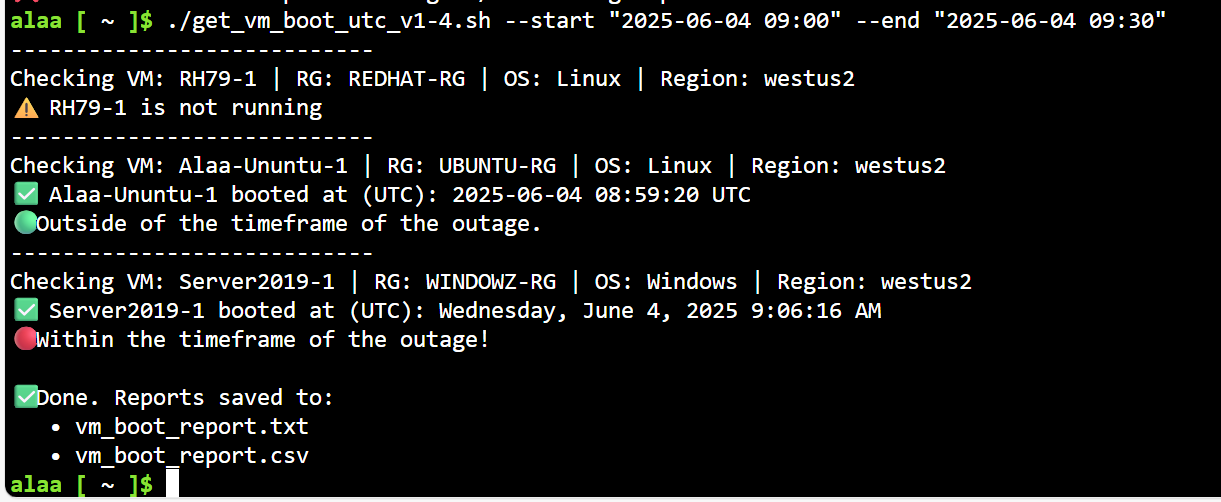 alaa [ ~ ]$ ./get_vm_boot_utc_v1-4.sh --start "2025-06-04 09:00" --end "2025-06-04 09:30"
----------------------------
Checking VM: RH79-1 | RG: REDHAT-RG | OS: Linux | Region: westus2
⚠️ RH79-1 is not running
----------------------------
Checking VM: Alaa-Ununtu-1 | RG: UBUNTU-RG | OS: Linux | Region: westus2
✅ Alaa-Ununtu-1 booted at (UTC): 2025-06-04 08:59:20 UTC
🟢Outside of the timeframe of the outage.
----------------------------
Checking VM: Server2019-1 | RG: WINDOWZ-RG | OS: Windows | Region: westus2
✅ Server2019-1 booted at (UTC): Wednesday, June 4, 2025 9:06:16 AM
🔴Within the timeframe of the outage!
✅Done. Reports saved to:
• vm_boot_report.txt
• vm_boot_report.csv
alaa [ ~ ]$